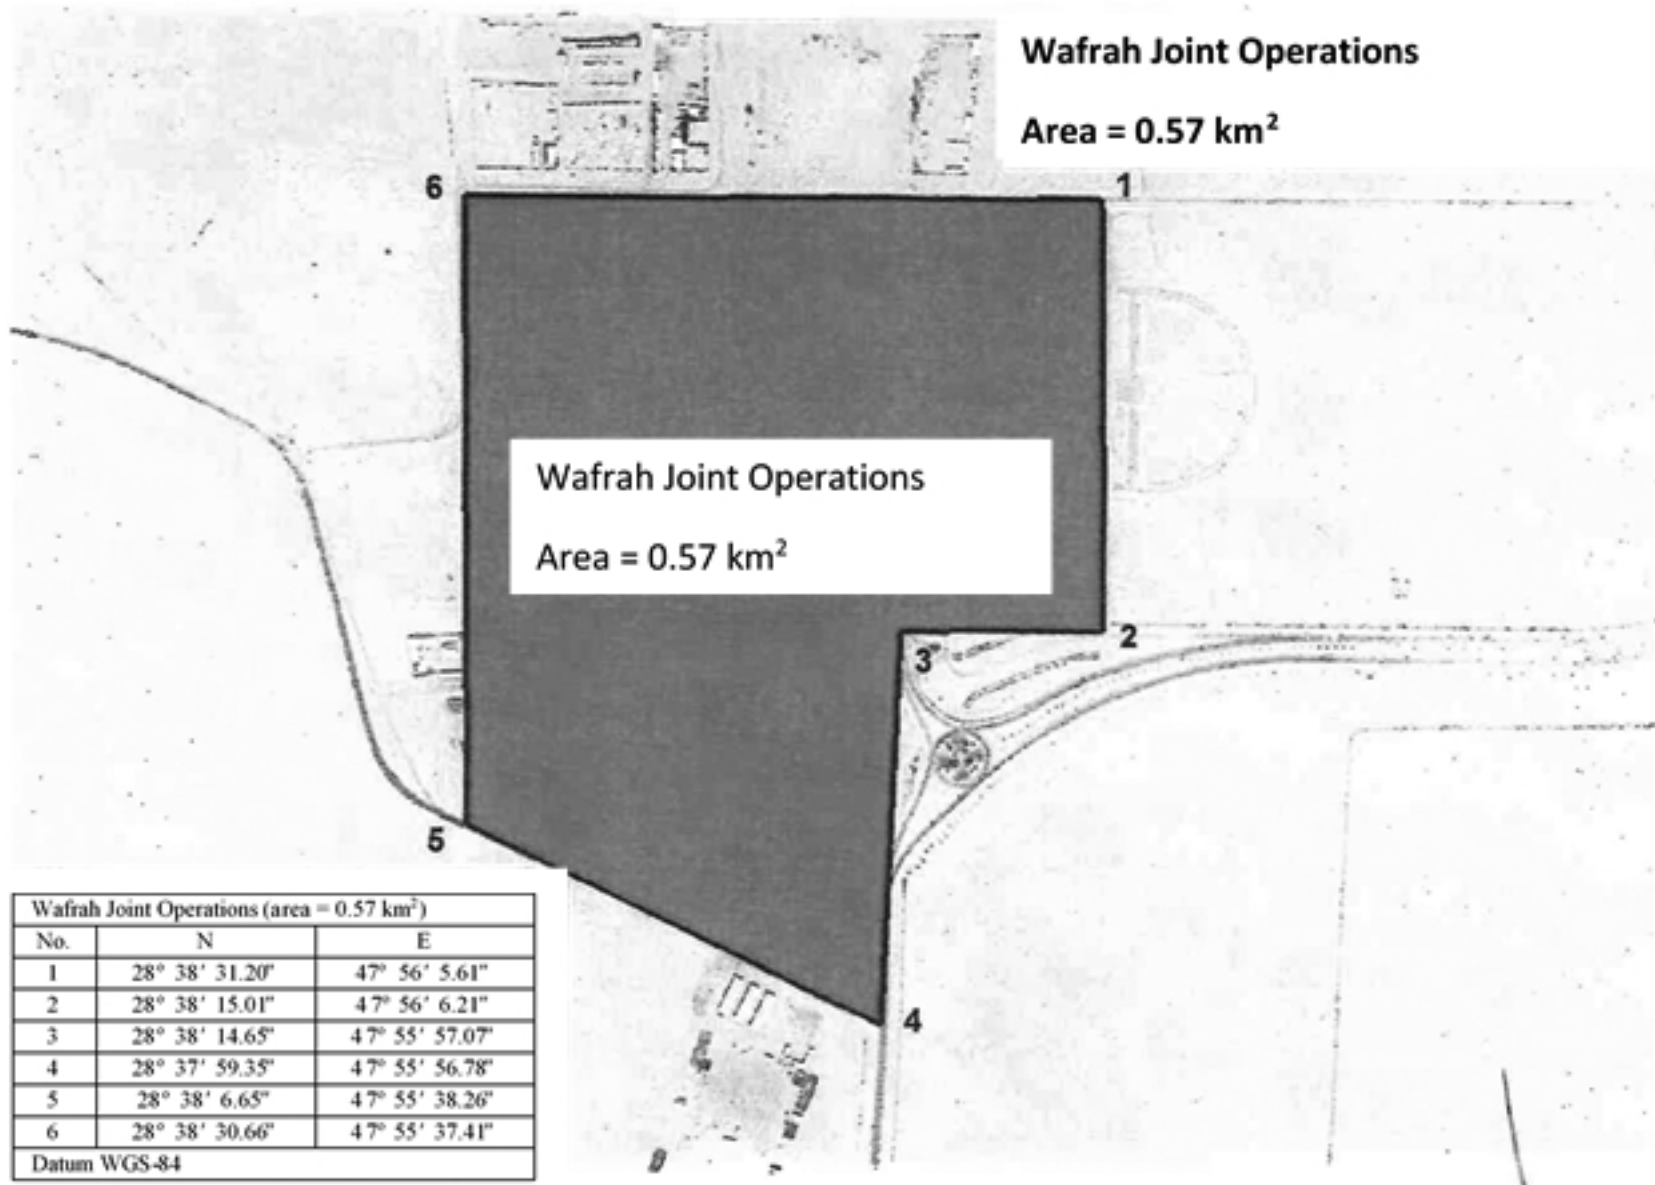 Wafrah Joint Operations
Area = 0.57 km²
6
1
Wafrah Joint Operations
Area = 0.57 km²
2
3
5
4
Wafrah Joint Operations (area = 0.57 km²)
No. N E
1 28° 38' 31.20" 47° 56' 5.61"
2 28° 38' 15.01" 47° 56' 6.21"
3 28° 38' 14.65" 47° 55' 57.07"
4 28° 37' 59.35" 47° 55' 56.78"
5 28° 38' 6.65" 47° 55' 38.26"
6 28° 38' 30.66" 47° 55' 37.41"
Datum WGS-84